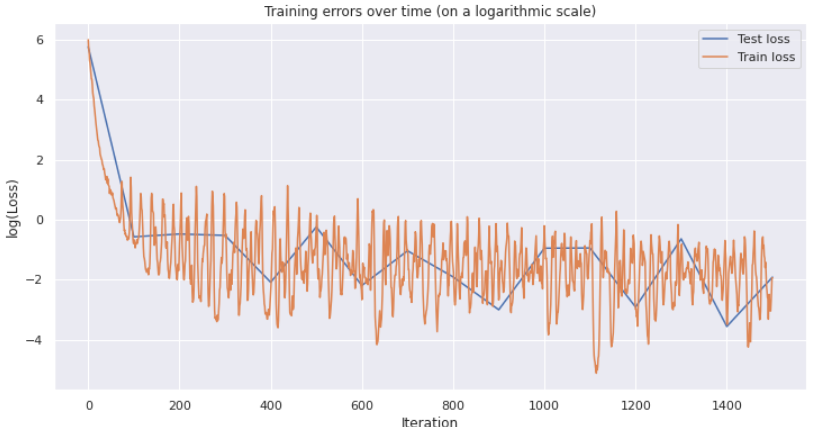 Training errors over time (on a logarithmic scale)
Test loss
Train loss
log(Loss)
6
4
2
0
−2
−4
0 200 400 600 800 1000 1200 1400
Iteration